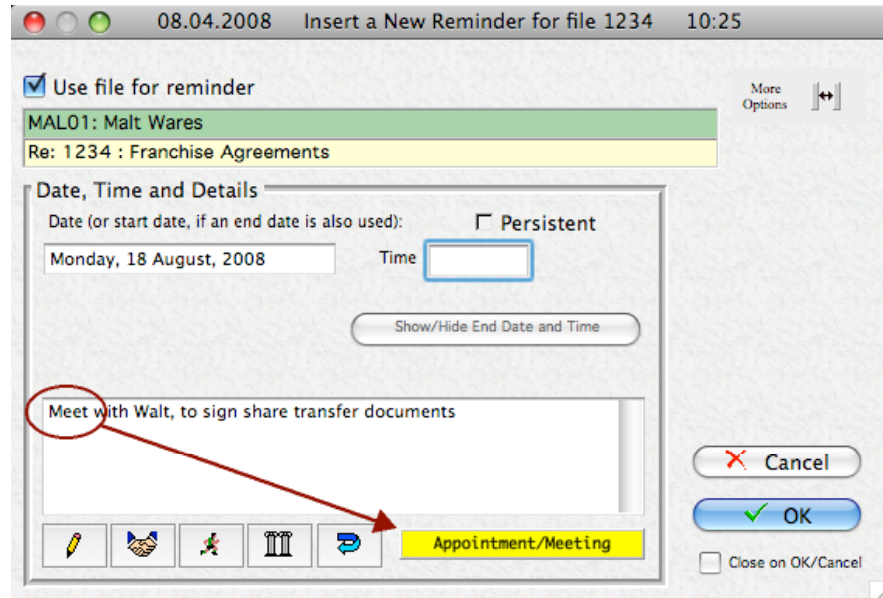 08.04.2008 Insert a New Reminder for file 1234 10:25
Use file for reminder
More
Options
MAL01: Malt Wares
Re: 1234 : Franchise Agreements
Date, Time and Details
Date (or start date, if an end date is also used):
Persistent
Monday, 18 August, 2008
Time
Show/Hide End Date and Time
Meet with Walt, to sign share transfer documents
Cancel
OK
Appointment/Meeting
Close on OK/Cancel